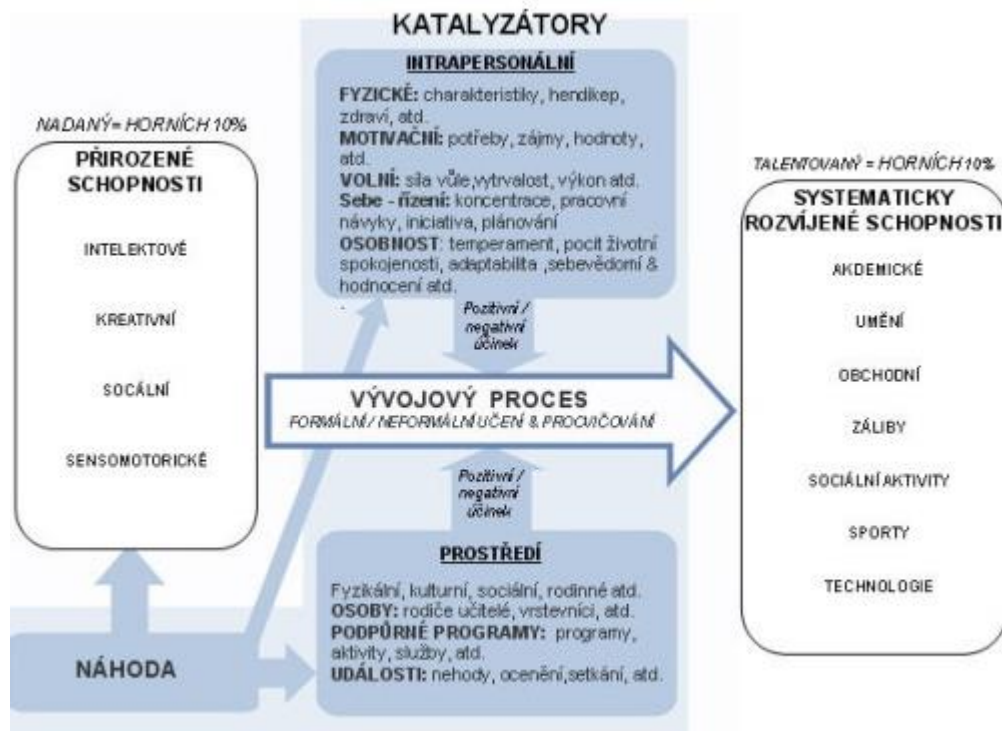 KATALYZÁTORY
INTRAPERSONÁLNÍ
FYZICKÉ: charakteristiky, hendikep,
zdraví, atd.
MOTIVAČNÍ: potřeby, zájmy, hodnoty,
atd.
VOLNÍ: síla vůle,vytrvalost, výkon atd.
Sebe - řízení: koncentrace, pracovní
návyky, iniciativa, plánování
OSOBNOST: temperament, pocit životní
spokojenosti, adaptabilita ,sebevědomí &
hodnocení atd.
.
NADANÝ= HORNÍCH 10%
PŘIROZENÉ
SCHOPNOSTI
INTELEKTOVÉ
KREATIVNÍ
SOCÁLNÍ
SENSOMOTORICKÉ
Pozitivní /
negativní
účinek
VÝVOJOVÝ PROCES
FORMÁLNÍ / NEFORMÁLNÍ UČENÍ & PROCVIČOVÁNÍ
Pozitivní /
negativní
účinek
PROSTŘEDÍ
Fyzikální, kulturní, sociální, rodinné atd.
OSOBY: rodiče učitelé, vrstevníci, atd.
PODPŮRNÉ PROGRAMY: programy,
aktivity, služby, atd.
UDÁLOSTI: nehody, ocenění,setkání, atd.
NÁHODA
TALENTOVANÝ = HORNÍCH 10%
SYSTEMATICKY
ROZVÍJENÉ SCHOPNOSTI
AKDEMICKÉ
UMĚNÍ
OBCHODNÍ
ZÁLIBY
SOCIÁLNÍ AKTIVITY
SPORTY
TECHNOLOGIE